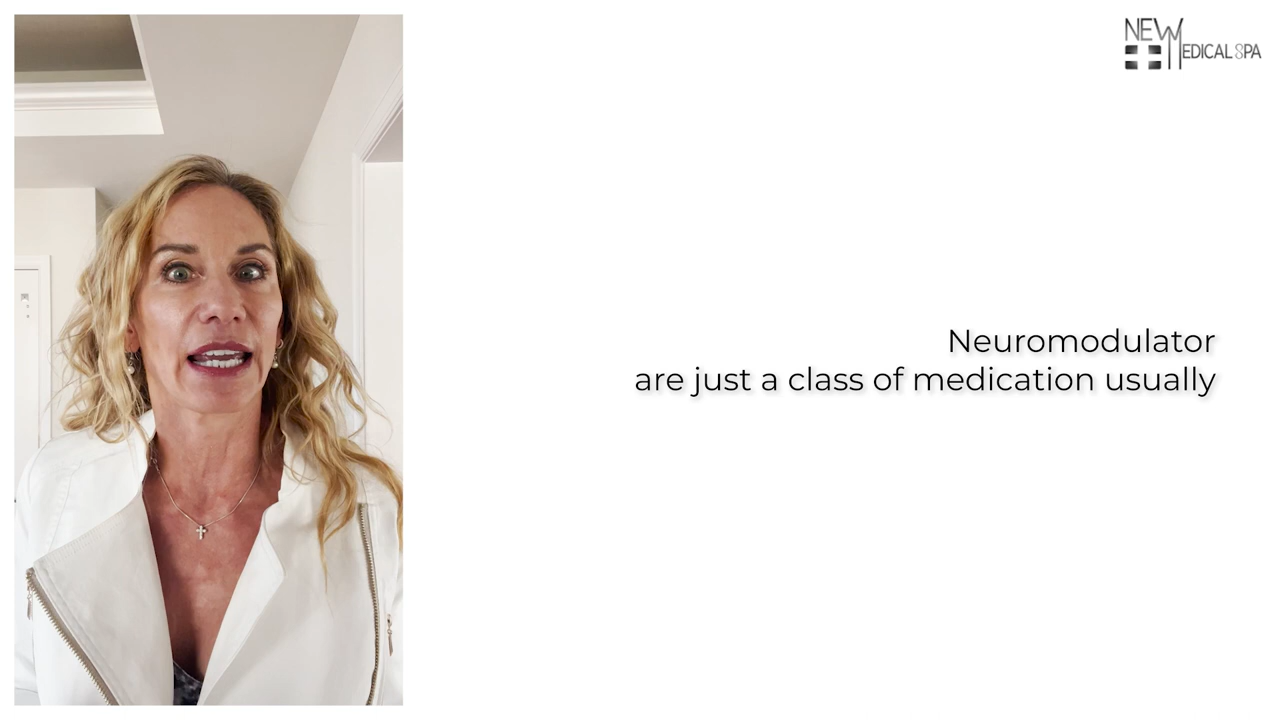 NEW
MEDICAL SPA
Neuromodulator
are just a class of medication usually